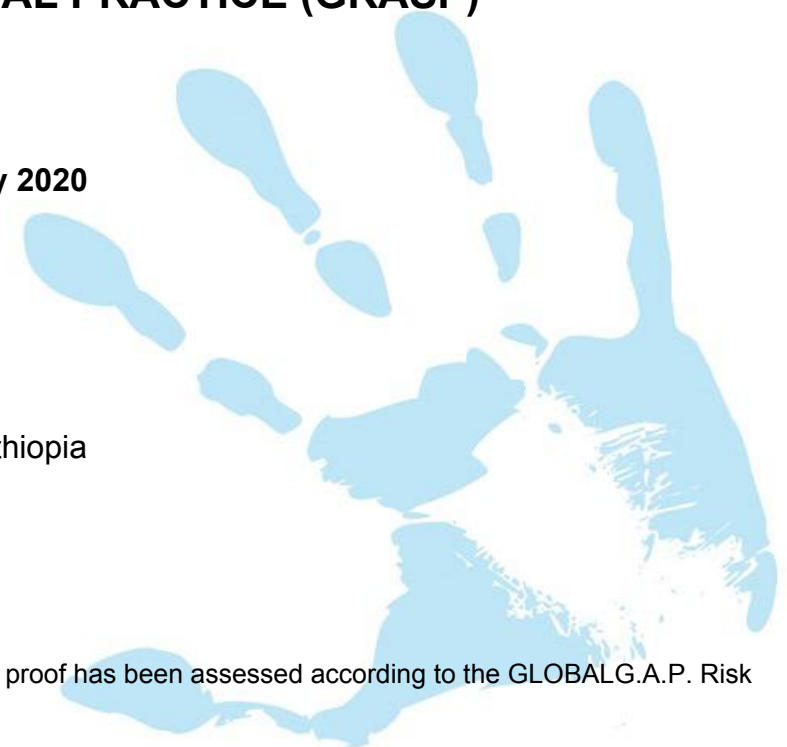 AL PRACTICE (GRASP)
y 2020
thiopia
proof has been assessed according to the GLOBALG.A.P. Risk